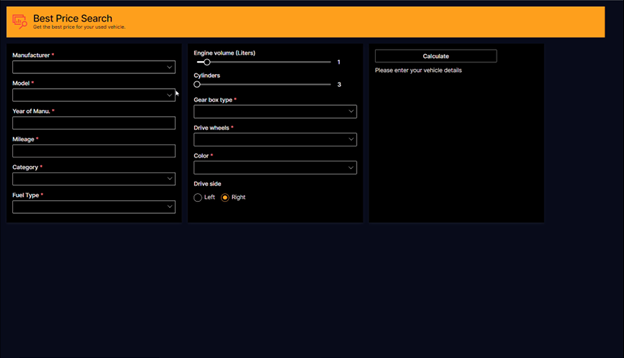 Best Price Search
Get the best price for your used vehicle.
Manufacturer *
Model *
Year of Manu. *
Mileage *
Category *
Fuel Type *
Engine volume (Liters)
1
Cylinders
3
Gear box type *
Drive wheels *
Color *
Drive side
Left Right
Calculate
Please enter your vehicle details